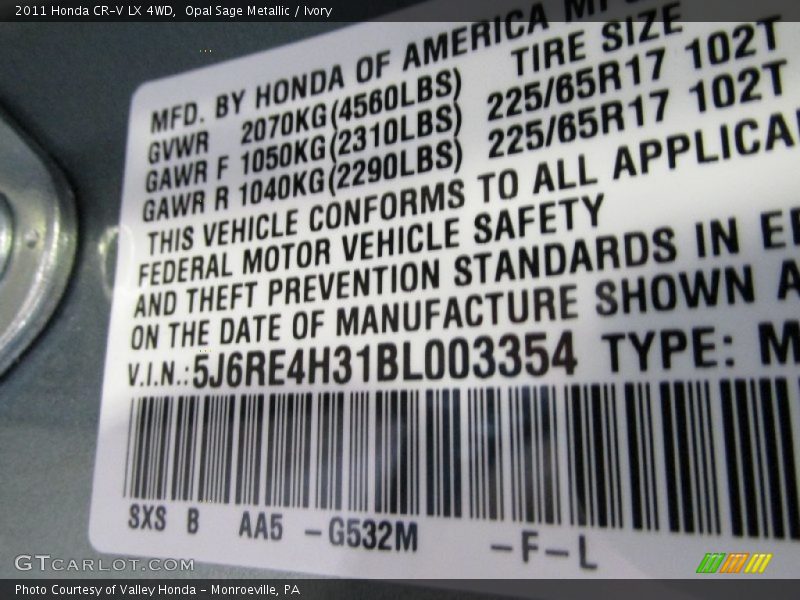 2011 Honda CR-V LX 4WD,  Opal Sage Metallic / Ivory
MFD. BY HONDA OF AMERICA
TIRE SIZE
GVWR 2070KG(4560LBS)
GAWR F 1050KG(2310LBS) 225/65R17 102T
GAWR R 1040KG(2290LBS) 225/65R17 102T
THIS VEHICLE CONFORMS TO ALL
FEDERAL MOTOR VEHICLE SAFETY
AND THEFT PREVENTION STANDARDS IN
ON THE DATE OF MANUFACTURE SHOWN
V.I.N.:5J6RE4H31BL003354 TYPE: M
SXS B AA5 -G532M -F-L
GTCARLOT.COM
Photo Courtesy of Valley Honda - Monroeville, PA